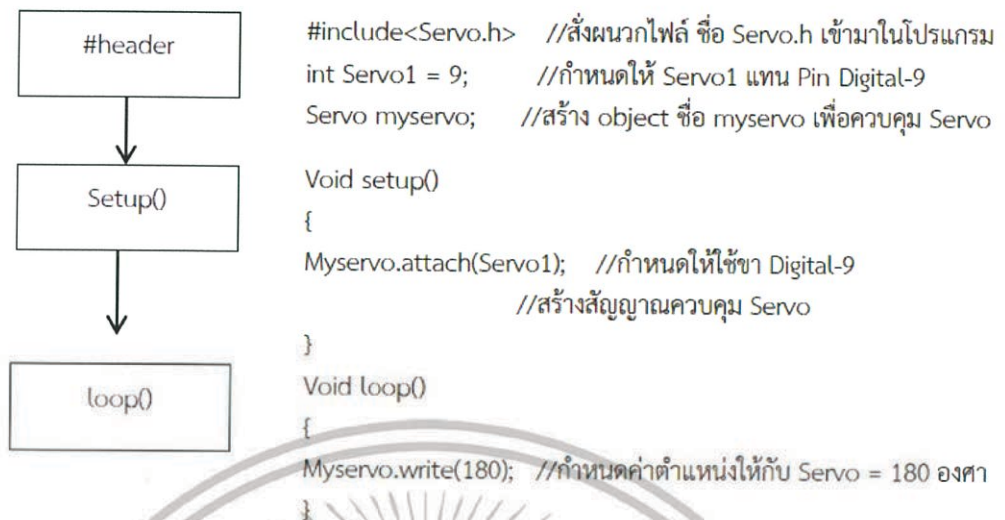 #header
#include<Servo.h> //สั่งผนวกไฟล์ ชื่อ Servo.h เข้ามาในโปรแกรม
int Servo1 = 9; //กำหนดให้ Servo1 แทน Pin Digital-9
Servo myservo; //สร้าง object ชื่อ myservo เพื่อควบคุม Servo
Setup()
Void setup()
{
Myservo.attach(Servo1); //กำหนดให้ใช้ขา Digital-9
//สร้างสัญญาณควบคุม Servo
}
loop()
Void loop()
{
Myservo.write(180); //กำหนดค่าตำแหน่งให้กับ Servo = 180 องศา
}